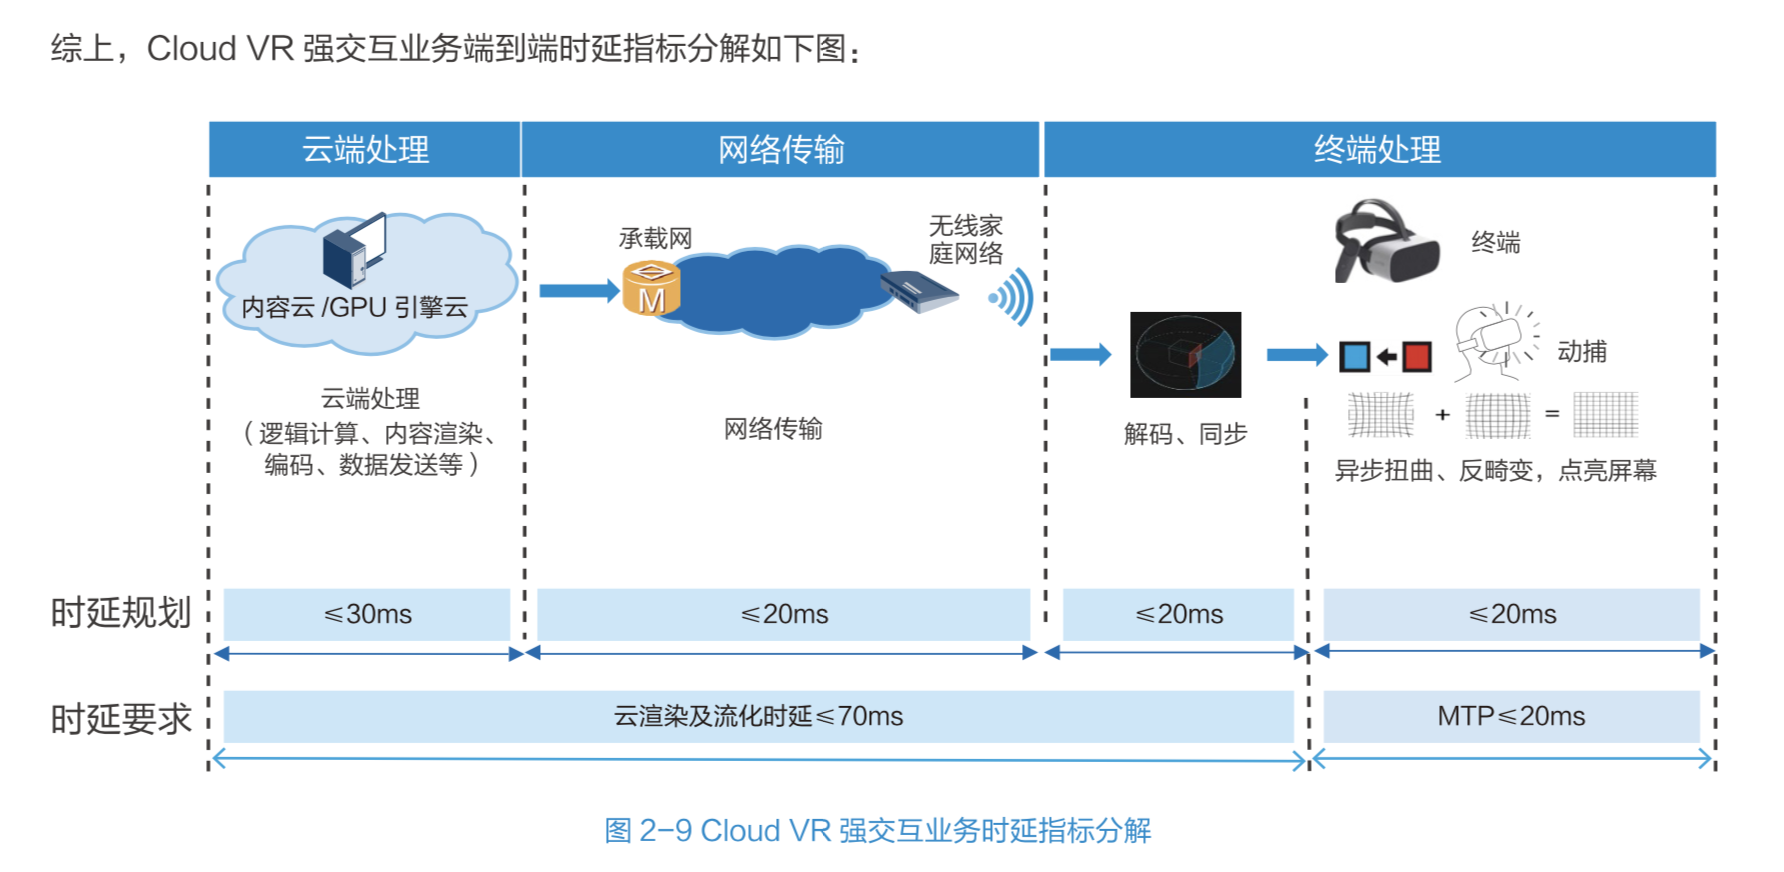 综上，Cloud VR 强交互业务端到端时延指标分解如下图：
云端处理
网络传输
终端处理
内容云 /GPU 引擎云
云端处理
（逻辑计算、内容渲染、
编码、数据发送等）
承载网
M
无线家
庭网络
网络传输
解码、同步
终端
动捕
+ =
异步扭曲、反畸变，点亮屏幕
时延规划
≤30ms
≤20ms
≤20ms
≤20ms
时延要求
云渲染及流化时延≤70ms
MTP≤20ms
图 2-9 Cloud VR 强交互业务时延指标分解